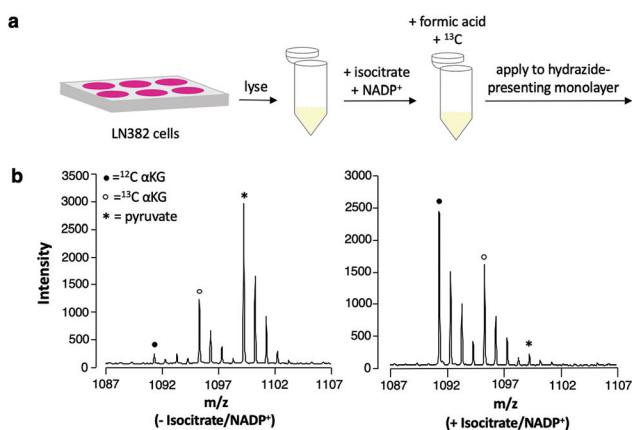 a
+ formic acid
+ ¹³C
lyse
+ isocitrate
+ NADP⁺
apply to hydrazide-
presenting monolayer
LN382 cells
b
● =¹²C αKG
○ =¹³C αKG
* = pyruvate
Intensity
3500
3000
2500
2000
1500
1000
500
0
1087 1092 1097 1099 1102 1107
m/z
(- Isocitrate/NADP⁺)
3000
2500
2000
1500
1000
500
0
1087 1092 1099 1102 1107
m/z
(+ Isocitrate/NADP⁺)